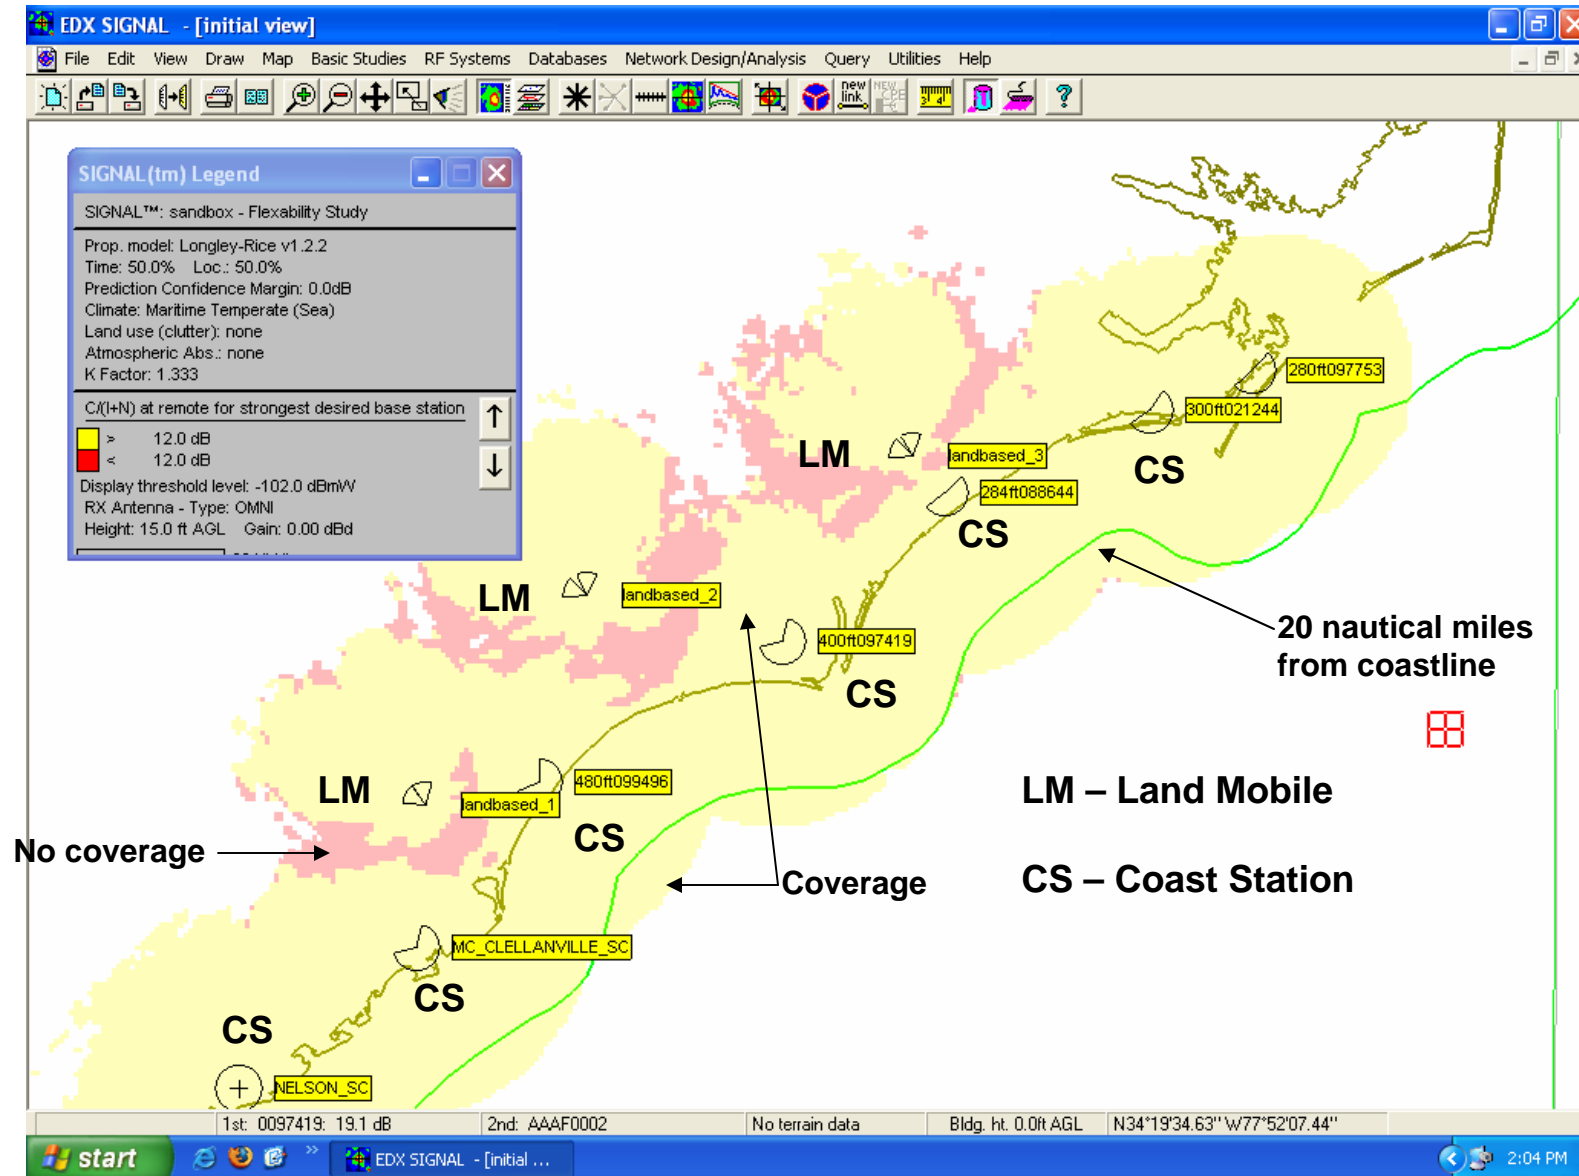 EDX SIGNAL - [initial view]
File Edit View Draw Map Basic Studies RF Systems Databases Network Design/Analysis Query Utilities Help
new link
NEW CPE
SIGNAL(tm) Legend
SIGNAL™: sandbox - Flexability Study
Prop. model: Longley-Rice v1.2.2
Time: 50.0% Loc.: 50.0%
Prediction Confidence Margin: 0.0dB
Climate: Maritime Temperate (Sea)
Land use (clutter): none
Atmospheric Abs.: none
K Factor: 1.333
C/(I+N) at remote for strongest desired base station
> 12.0 dB
< 12.0 dB
Display threshold level: -102.0 dBmW
RX Antenna - Type: OMNI
Height: 15.0 ft AGL Gain: 0.00 dBd
280ft097753
300ft021244
LM
landbased_3
CS
284ft088644
CS
LM
landbased_2
400ft097419
20 nautical miles
from coastline
CS
480ft099496
LM
landbased_1
LM – Land Mobile
CS
No coverage
Coverage
CS – Coast Station
MC_CLELLANVILLE_SC
CS
CS
NELSON_SC
1st: 0097419: 19.1 dB 2nd: AAAF0002 No terrain data Bldg. ht. 0.0ft AGL N34°19'34.63" W77°52'07.44"
start EDX SIGNAL - [initial ... 2:04 PM